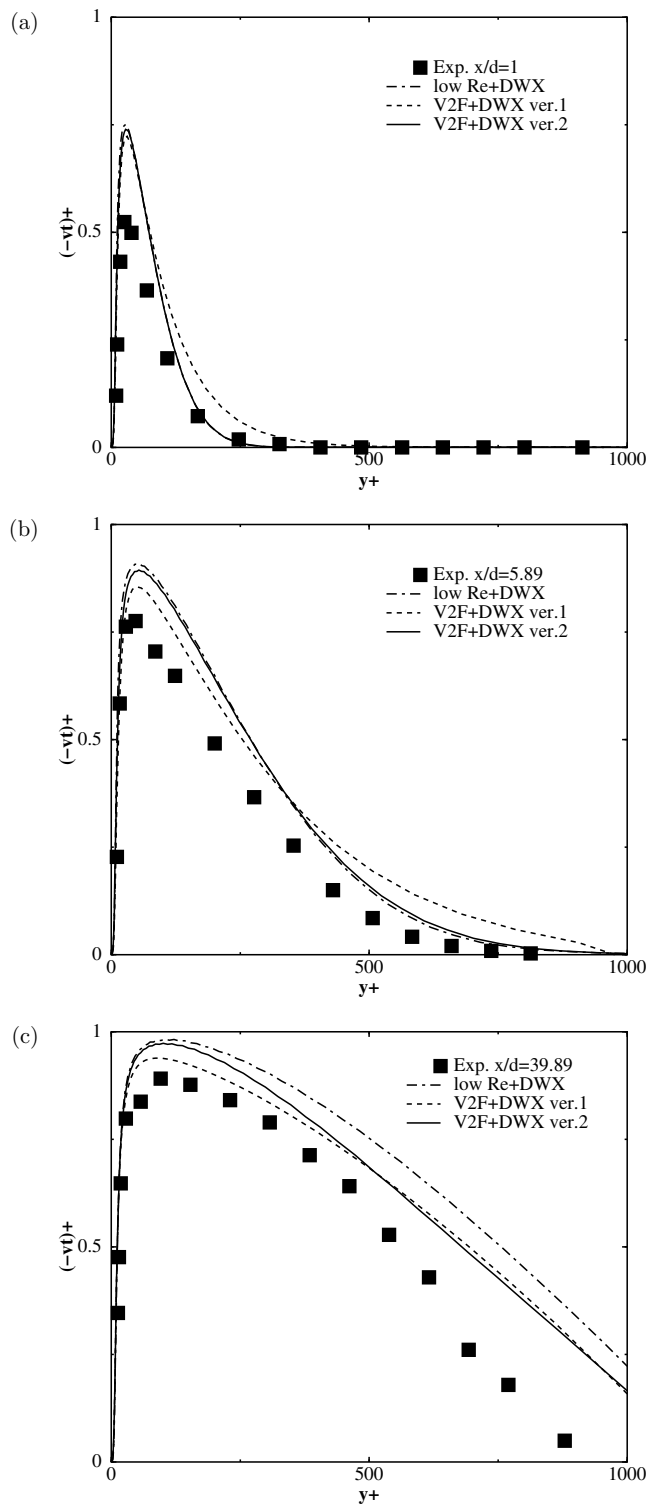 (a)
1
Exp. x/d=1
low Re+DWX
V2F+DWX ver.1
V2F+DWX ver.2
(-vt)+
0.5
0
0
500
1000
y+
(b)
1
Exp. x/d=5.89
low Re+DWX
V2F+DWX ver.1
V2F+DWX ver.2
(-vt)+
0.5
0
0
500
1000
y+
(c)
1
Exp. x/d=39.89
low Re+DWX
V2F+DWX ver.1
V2F+DWX ver.2
(-vt)+
0.5
0
0
500
1000
y+